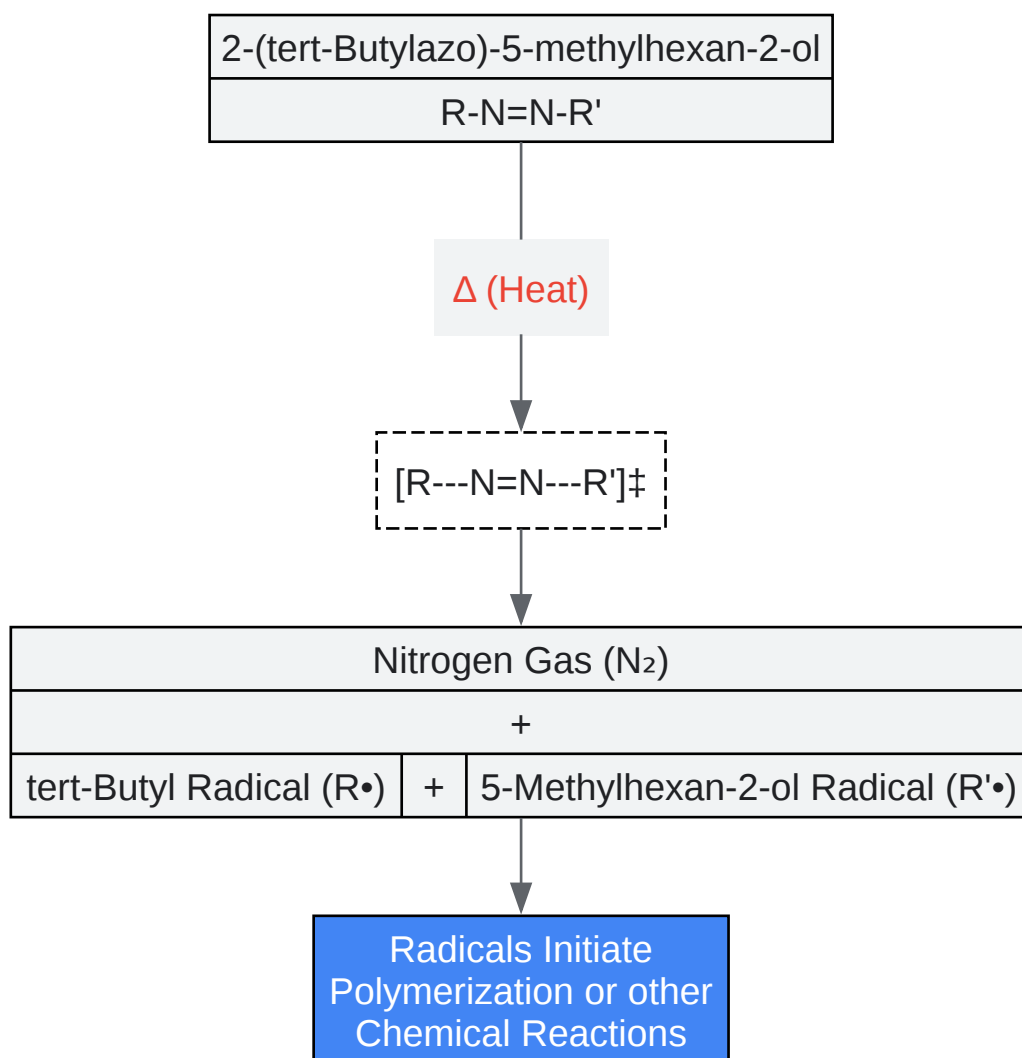 2-(tert-Butylazo)-5-methylhexan-2-ol
R-N=N-R'
Δ (Heat)
[R---N=N---R']‡
Nitrogen Gas (N₂)
+
tert-Butyl Radical (R•) + 5-Methylhexan-2-ol Radical (R'•)
Radicals Initiate
Polymerization or other
Chemical Reactions